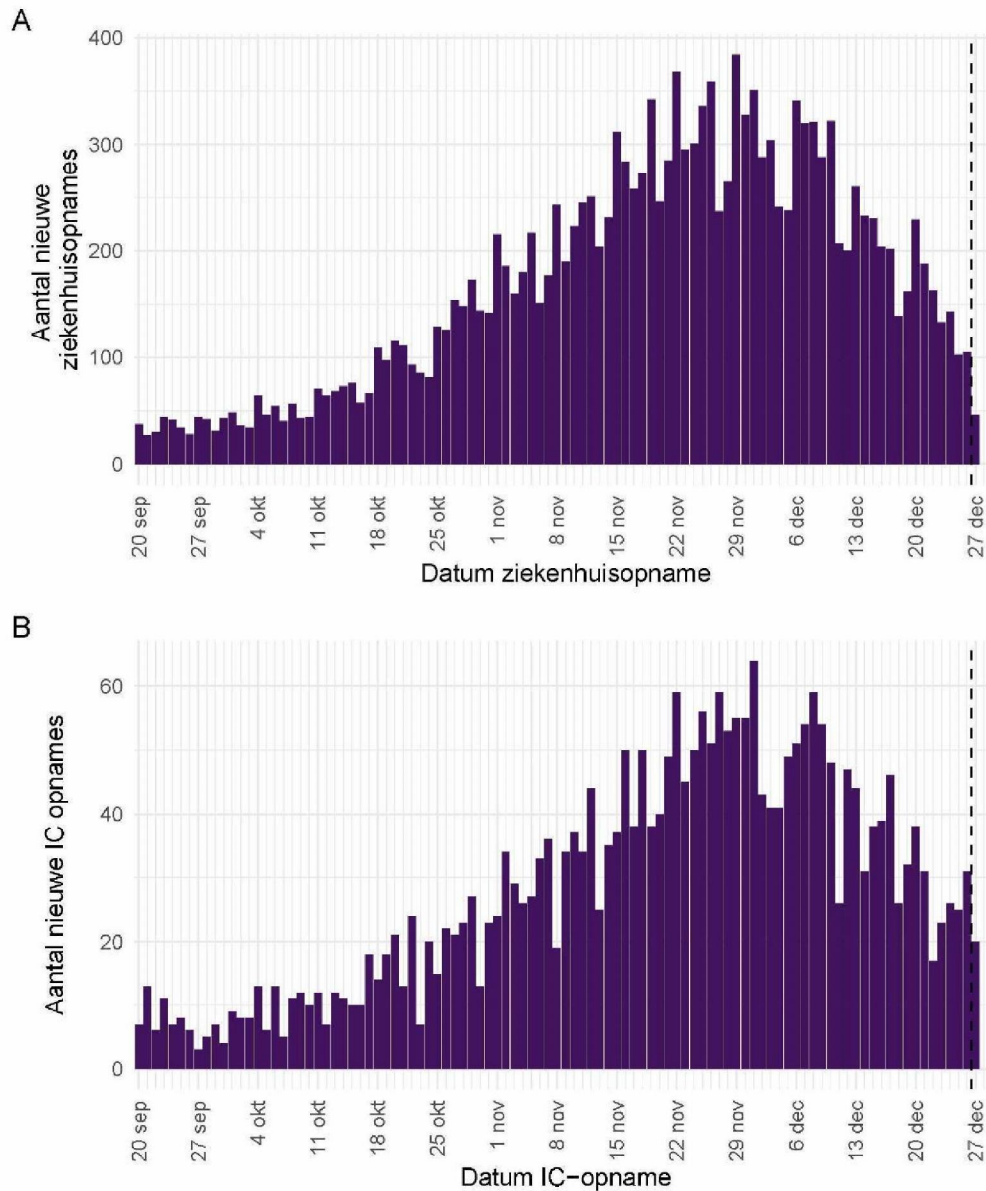 A
400
300
200
100
0
Aantal nieuwe
ziekenhuisopnames
20 sep
27 sep
4 okt
11 okt
18 okt
25 okt
1 nov
8 nov
15 nov
22 nov
29 nov
6 dec
13 dec
20 dec
27 dec
Datum ziekenhuisopname
B
60
40
20
0
Aantal nieuwe IC opnames
20 sep
27 sep
4 okt
11 okt
18 okt
25 okt
1 nov
8 nov
15 nov
22 nov
29 nov
6 dec
13 dec
20 dec
27 dec
Datum IC−opname